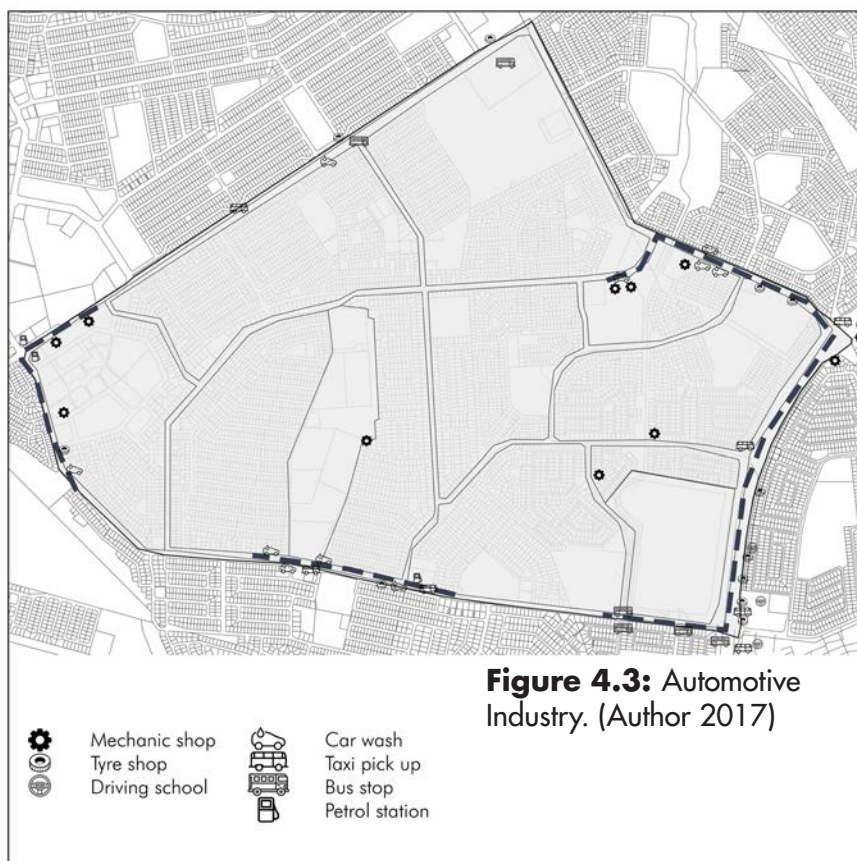 Figure 4.3: Automotive
Industry. (Author 2017)
Mechanic shop
Tyre shop
Driving school
Car wash
Taxi pick up
Bus stop
Petrol station